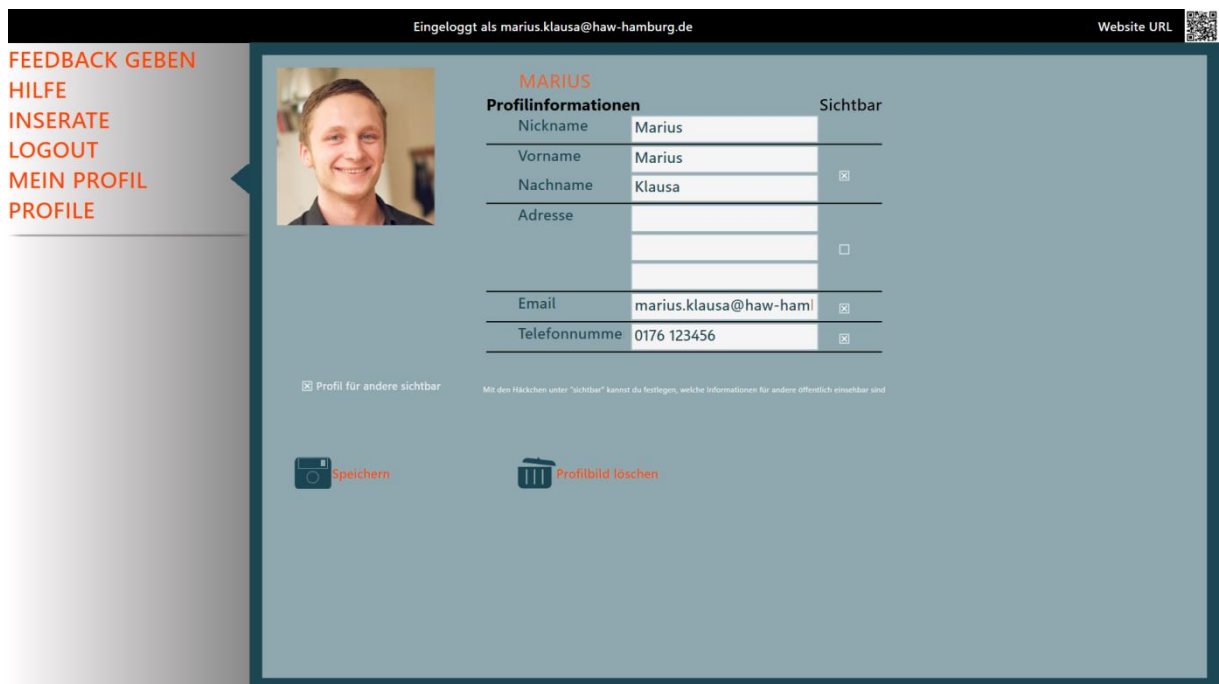 Eingeloggt als marius.klausa@haw-hamburg.de
Website URL
FEEDBACK GEBEN
HILFE
INSERATE
LOGOUT
MEIN PROFIL
PROFILE
MARIUS
Profilinformationen Sichtbar
Nickname Marius
Vorname Marius
Nachname Klausa
Adresse
Email marius.klausa@haw-haml
Telefonnumme 0176 123456
Profil für andere sichtbar
Mit den Häckchen unter "sichtbar" kannst du festlegen, welche Informationen für andere öffentlich einsehbar sind
Speichern
Profilbild löschen